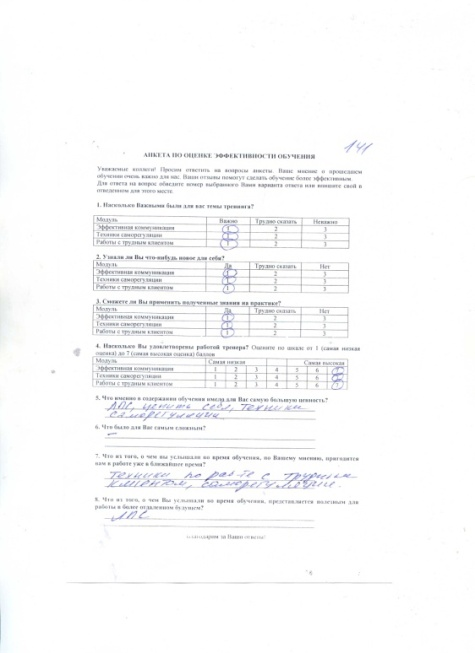 141
АНКЕТА ПО ОЦЕНКЕ ЭФФЕКТИВНОСТИ ОБУЧЕНИЯ
Уважаемые коллеги! Просим ответить на вопросы анкеты. Ваше мнение о прошедшем
обучении очень важно для нас. Ваши отзывы помогут сделать обучение более эффективным.
Для ответа на вопрос обведите номер выбранного Вами варианта ответа или впишите свой в
отведенном для этого месте.
1. Насколько Важными были для вас темы тренинга?
Модуль Важно Трудно сказать Неважно
Эффективная коммуникация 1 2 3
Техники саморегуляции 1 2 3
Работы с трудным клиентом 1 2 3
2. Узнали ли Вы что-нибудь новое для себя?
Модуль Да Трудно сказать Нет
Эффективная коммуникация 1 2 3
Техники саморегуляции 1 2 3
Работы с трудным клиентом 1 2 3
3. Сможете ли Вы применить полученные знания на практике?
Модуль Да Трудно сказать Нет
Эффективная коммуникация 1 2 3
Техники саморегуляции 1 2 3
Работы с трудным клиентом 1 2 3
4. Насколько Вы удовлетворены работой тренера? Оцените по шкале от 1 (самая низкая
оценка) до 7 (самая высокая оценка) баллов
Модуль Самая низкая Самая высокая
Эффективная коммуникация 1 2 3 4 5 6 7
Техники саморегуляции 1 2 3 4 5 6 7
Работы с трудным клиентом 1 2 3 4 5 6 7
5. Что именно в содержании обучения имело для Вас самую большую ценность?
ценить себя, техники
саморегуляции
6. Что было для Вас самым сложным?
–
7. Что из того, о чем вы услышали во время обучения, по Вашему мнению, пригодится
вам в работе уже в ближайшее время?
Техники по работе с трудным
клиентом, саморегуляции.
8. Что из того, о чем Вы услышали во время обучения, представляется полезным для
работы в более отдаленном будущем?
Благодарим за Ваши ответы!